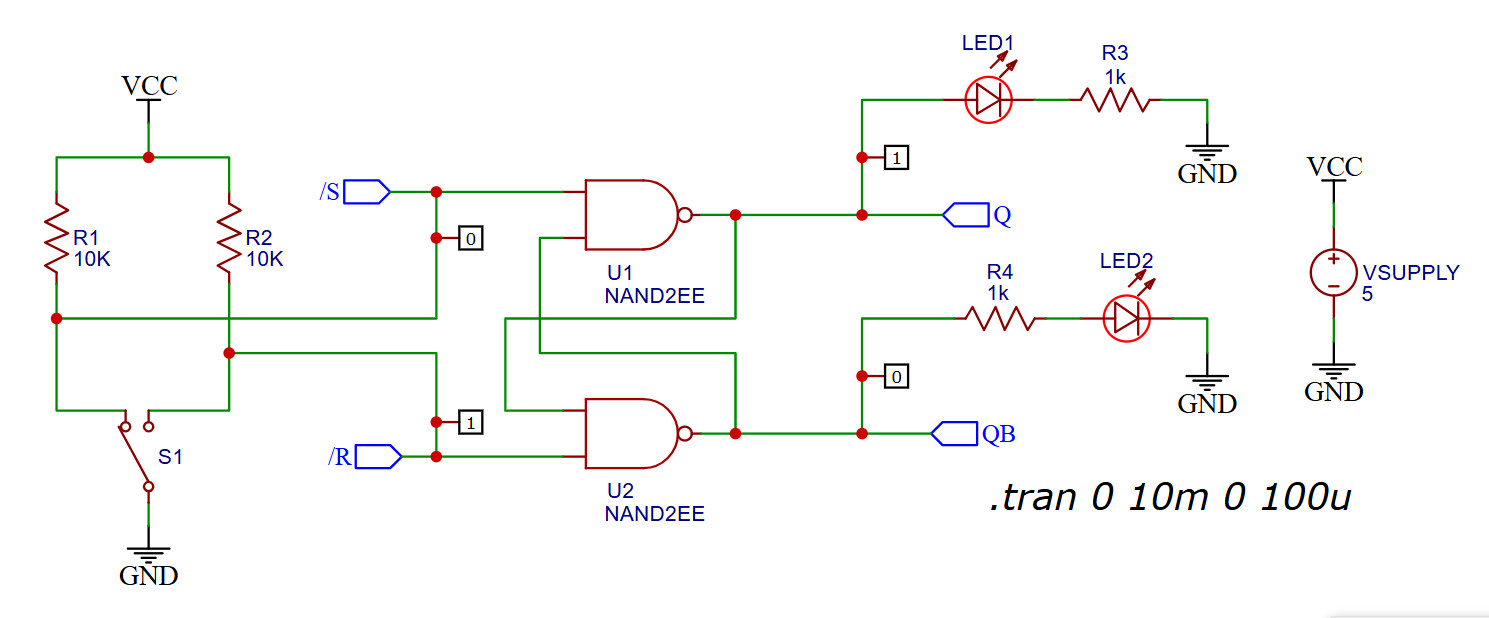 LED1
R3
1k
VCC
1
GND
VCC
/S
Q
R1
10K
R2
10K
0
U1
NAND2EE
R4
1k
LED2
VSUPPLY
5
0
GND
GND
1
/R
S1
QB
U2
NAND2EE
.tran 0 10m 0 100u
GND